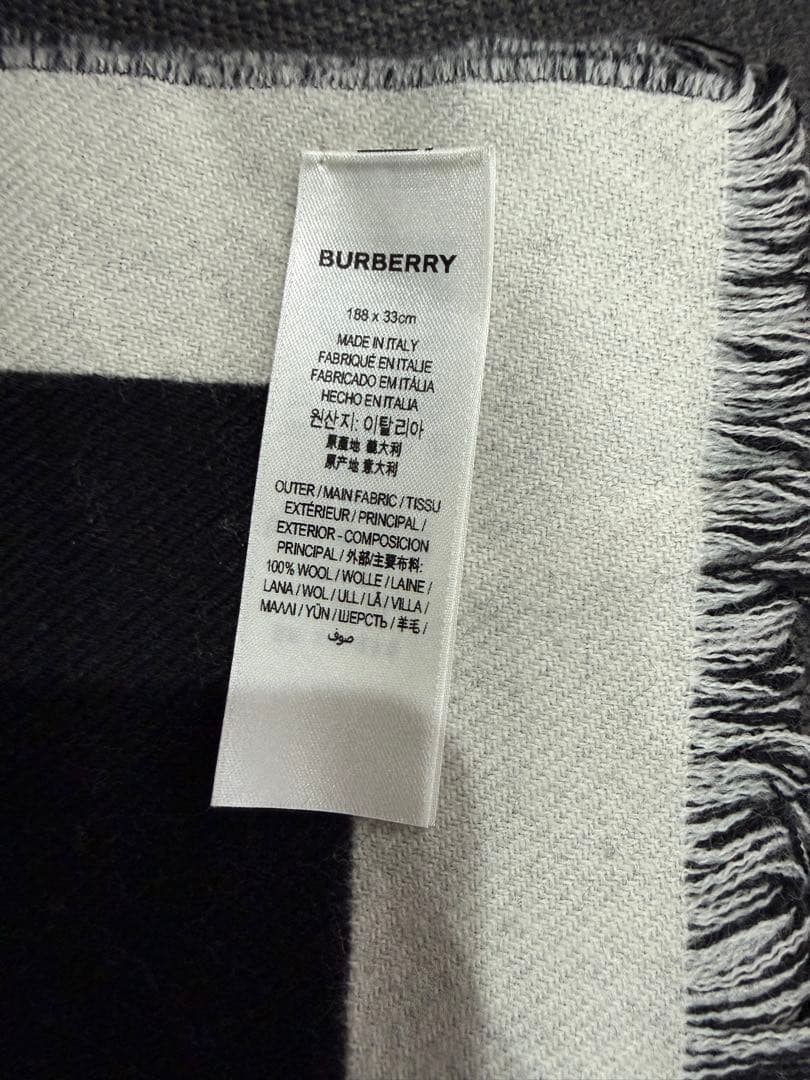 BURBERRY
188 x 33cm
MADE IN ITALY
FABRIQUÉ EN ITALIE
FABRICADO EM ITÁLIA
HECHO EN ITALIA
원산지: 이탈리아
原產地 義大利
原产地 意大利
OUTER / MAIN FABRIC / TISSU
EXTÉRIEUR / PRINCIPAL /
EXTERIOR - COMPOSICION
PRINCIPAL / 外部/主要布料:
100% WOOL / WOLLE / LAINE /
LANA / WOL / ULL / LÃ / VILLA /
ΜΑΛΛΙ / YÜN / ШЕРСТЬ / 羊毛 /
صوف